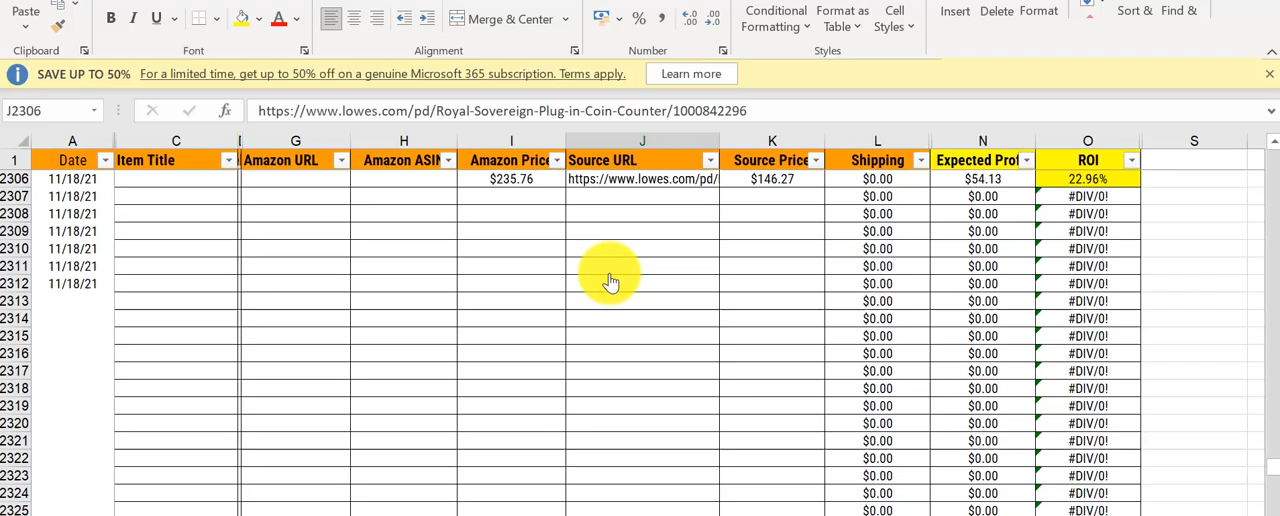 Paste
B I U A
Merge & Center
$ % , .00 .0
Conditional Format as Cell
Formatting Table Styles
Insert Delete Format
Sort & Find &
Clipboard Font Alignment Number Styles
SAVE UP TO 50% For a limited time, get up to 50% off on a genuine Microsoft 365 subscription. Terms apply. Learn more
J2306 fx https://www.lowes.com/pd/Royal-Sovereign-Plug-in-Coin-Counter/1000842296
A C G H I J K L N O S
1 Date Item Title Amazon URL Amazon ASIN Amazon Price Source URL Source Price Shipping Expected Prof ROI
2306 11/18/21 $235.76 https://www.lowes.com/pd/ $146.27 $0.00 $54.13 22.96%
2307 11/18/21 $0.00 $0.00 #DIV/0!
2308 11/18/21 $0.00 $0.00 #DIV/0!
2309 11/18/21 $0.00 $0.00 #DIV/0!
2310 11/18/21 $0.00 $0.00 #DIV/0!
2311 11/18/21 $0.00 $0.00 #DIV/0!
2312 11/18/21 $0.00 $0.00 #DIV/0!
2313 $0.00 $0.00 #DIV/0!
2314 $0.00 $0.00 #DIV/0!
2315 $0.00 $0.00 #DIV/0!
2316 $0.00 $0.00 #DIV/0!
2317 $0.00 $0.00 #DIV/0!
2318 $0.00 $0.00 #DIV/0!
2319 $0.00 $0.00 #DIV/0!
2320 $0.00 $0.00 #DIV/0!
2321 $0.00 $0.00 #DIV/0!
2322 $0.00 $0.00 #DIV/0!
2323 $0.00 $0.00 #DIV/0!
2324 $0.00 $0.00 #DIV/0!
2325 $0.00 $0.00 #DIV/0!